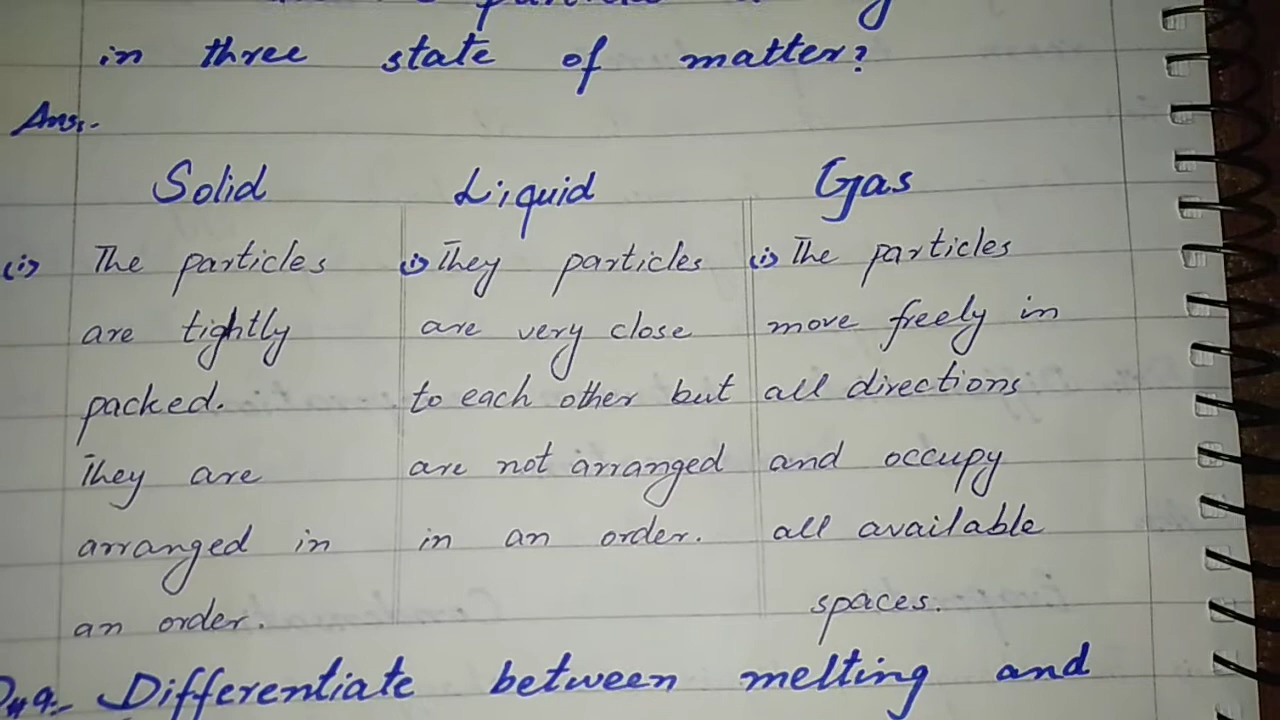 particles
in three state of matter?
Ans:-
Solid Liquid Gas
(i) The particles
are tightly
packed.
They are
arranged in
an order.
(i) They particles
are very close
to each other but
are not arranged
in an order.
(i) The particles
move freely in
all directions
and occupy
all available
spaces.
Differentiate between melting and